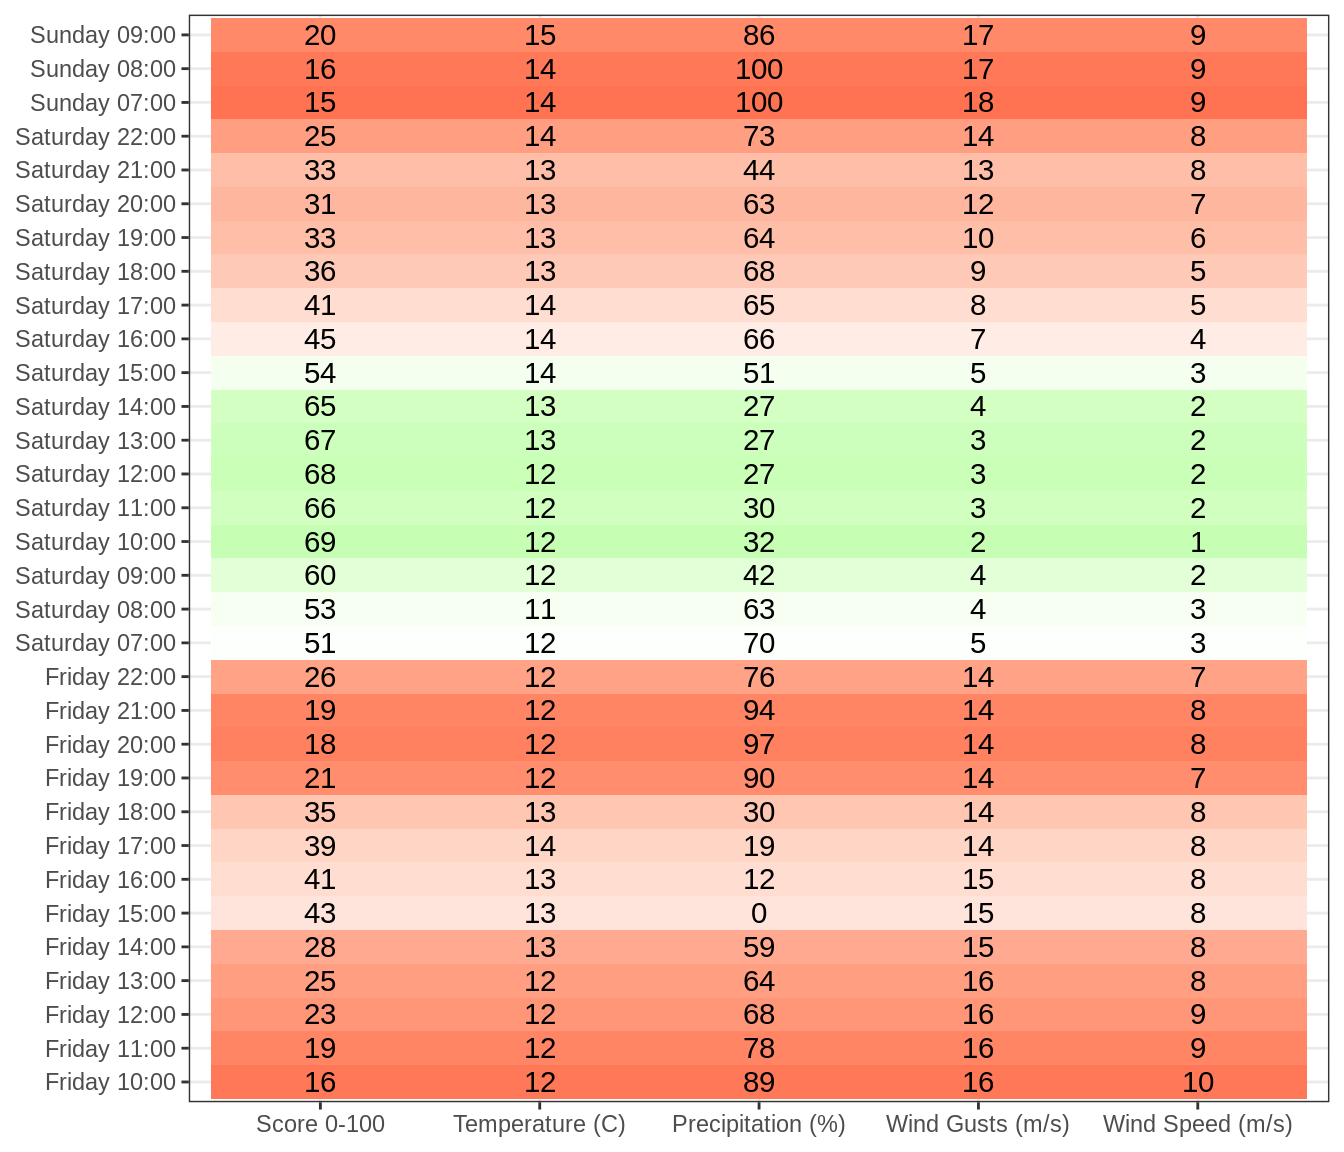 Sunday 09:00 20 15 86 17 9
Sunday 08:00 16 14 100 17 9
Sunday 07:00 15 14 100 18 9
Saturday 22:00 25 14 73 14 8
Saturday 21:00 33 13 44 13 8
Saturday 20:00 31 13 63 12 7
Saturday 19:00 33 13 64 10 6
Saturday 18:00 36 13 68 9 5
Saturday 17:00 41 14 65 8 5
Saturday 16:00 45 14 66 7 4
Saturday 15:00 54 14 51 5 3
Saturday 14:00 65 13 27 4 2
Saturday 13:00 67 13 27 3 2
Saturday 12:00 68 12 27 3 2
Saturday 11:00 66 12 30 3 2
Saturday 10:00 69 12 32 2 1
Saturday 09:00 60 12 42 4 2
Saturday 08:00 53 11 63 4 3
Saturday 07:00 51 12 70 5 3
Friday 22:00 26 12 76 14 7
Friday 21:00 19 12 94 14 8
Friday 20:00 18 12 97 14 8
Friday 19:00 21 12 90 14 7
Friday 18:00 35 13 30 14 8
Friday 17:00 39 14 19 14 8
Friday 16:00 41 13 12 15 8
Friday 15:00 43 13 0 15 8
Friday 14:00 28 13 59 15 8
Friday 13:00 25 12 64 16 8
Friday 12:00 23 12 68 16 9
Friday 11:00 19 12 78 16 9
Friday 10:00 16 12 89 16 10
Score 0-100 Temperature (C) Precipitation (%) Wind Gusts (m/s) Wind Speed (m/s)